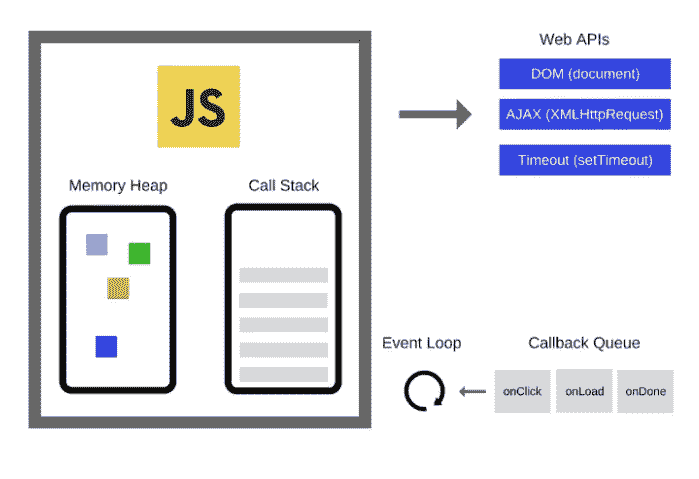 Web APIs
DOM (document)
JS
AJAX (XMLHttpRequest)
Timeout (setTimeout)
Memory Heap
Call Stack
Event Loop
Callback Queue
onClick
onLoad
onDone